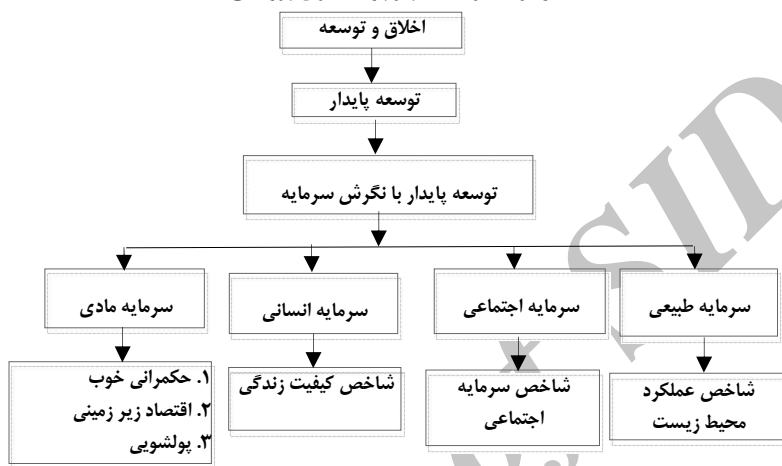 اخلاق و توسعه
توسعه پایدار
توسعه پایدار با نگرش سرمایه
سرمایه طبیعی
سرمایه اجتماعی
سرمایه انسانی
سرمایه مادی
شاخص عملکرد
محیط زیست
شاخص سرمایه
اجتماعی
شاخص کیفیت زندگی
۱. حکمرانی خوب
۲. اقتصاد زیر زمینی
۳. پولشویی
SID